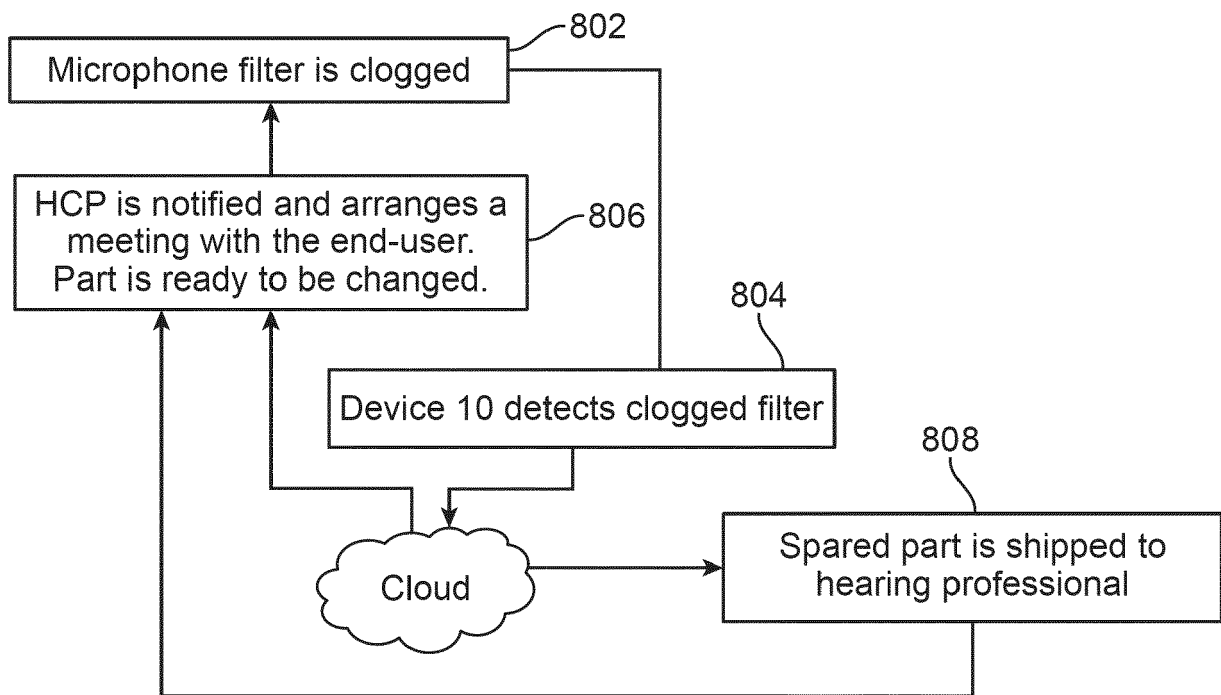 802
Microphone filter is clogged
HCP is notified and arranges a
meeting with the end-user.
Part is ready to be changed.
806
804
Device 10 detects clogged filter
808
Spared part is shipped to
hearing professional
Cloud